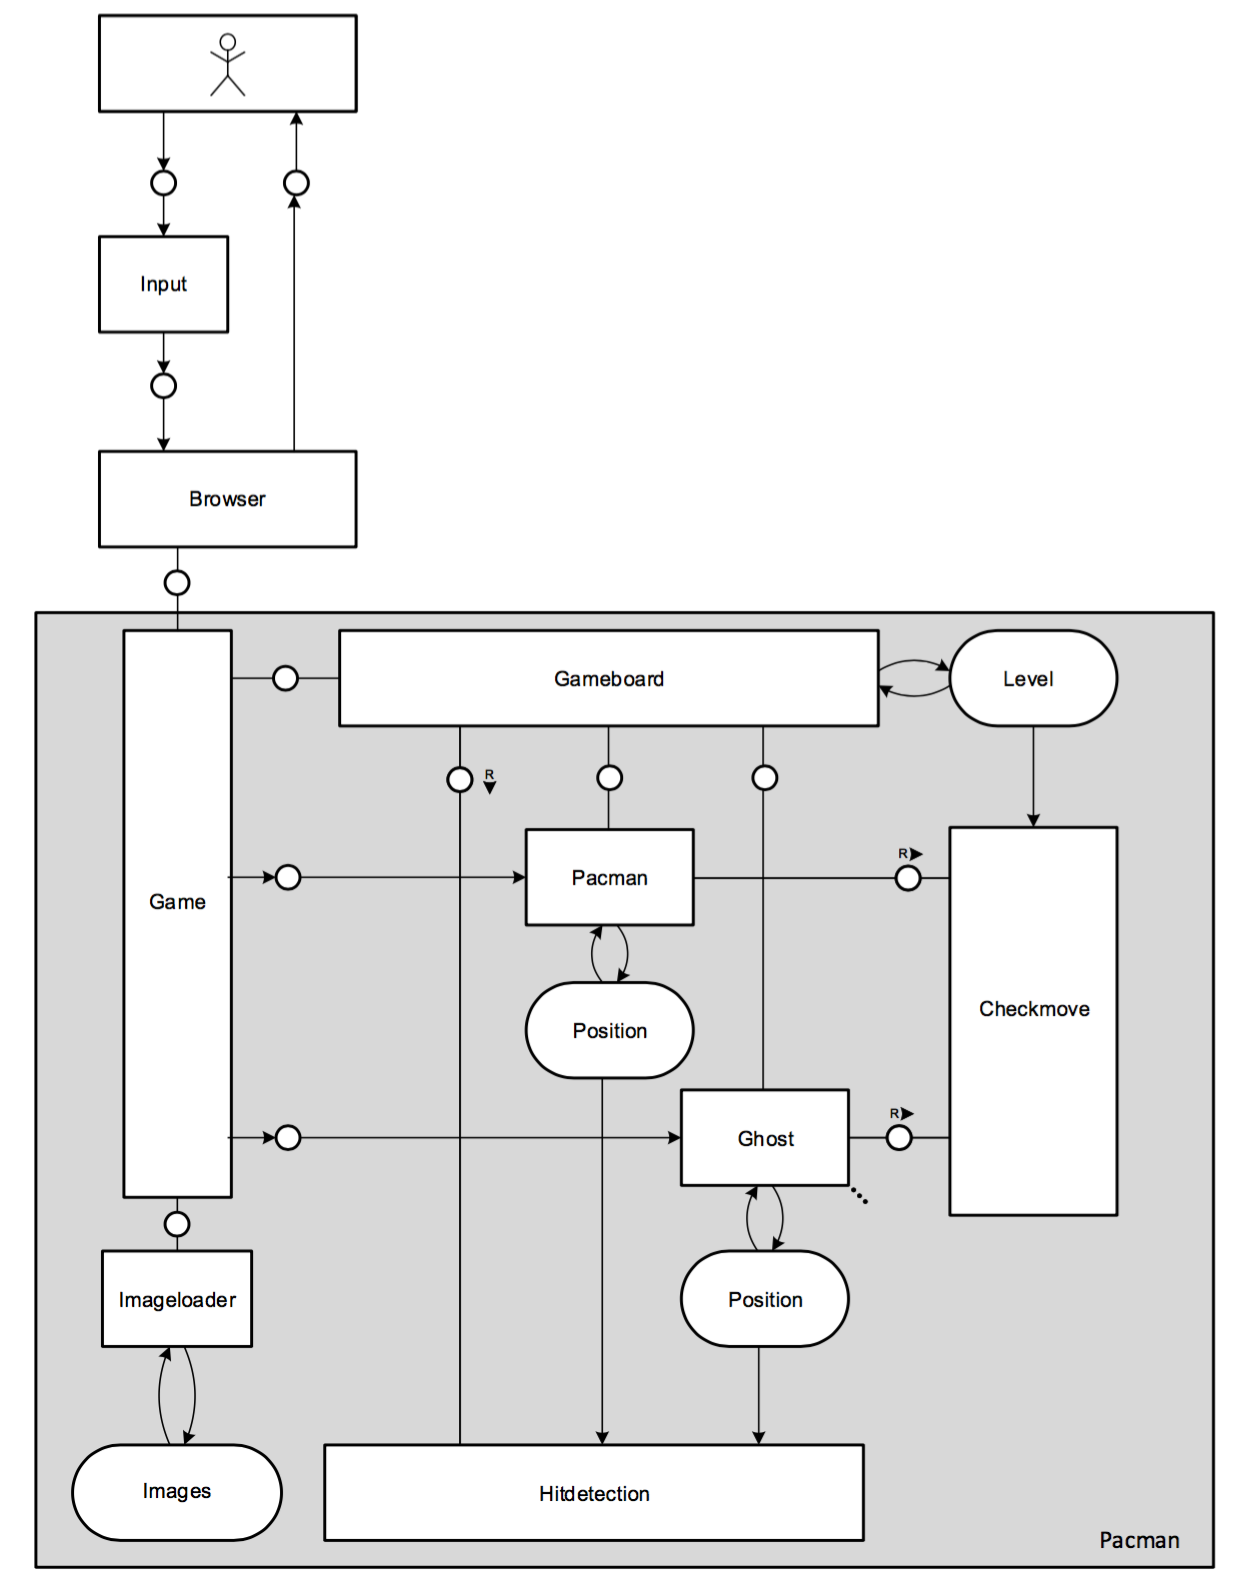 Input
Browser
Gameboard
Level
R
R
Pacman
Game
Checkmove
Position
R
Ghost
Imageloader
Position
Images
Hitdetection
Pacman